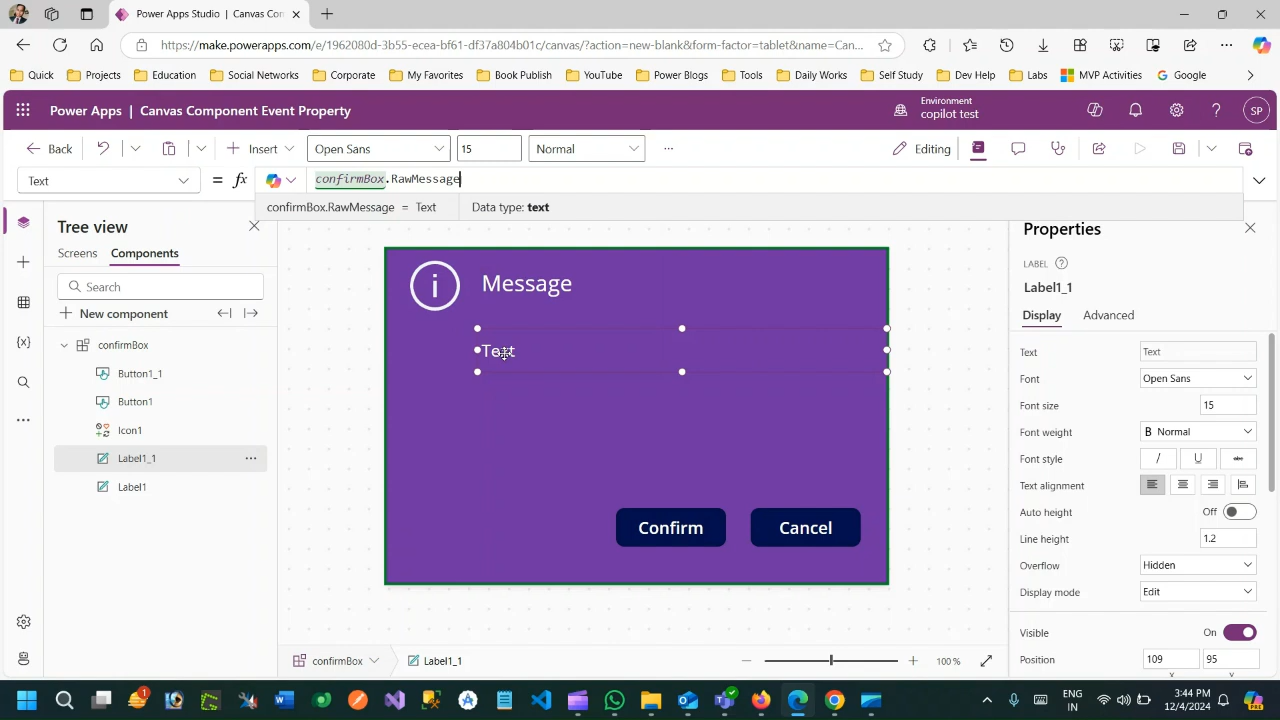 Power Apps Studio | Canvas Con
https://make.powerapps.com/e/1962080d-3b55-ecea-bf61-df37a804b01c/canvas/?action=new-blank&form-factor=tablet&name=Can...
Quick Projects Education Social Networks Corporate My Favorites Book Publish YouTube Power Blogs Tools Daily Works Self Study Dev Help Labs MVP Activities Google
Power Apps | Canvas Component Event Property
Environment
copilot test
SP
Back Insert Open Sans 15 Normal ... Editing
Text = fx confirmBox.RawMessage
confirmBox.RawMessage = Text Data type: text
Tree view
Screens Components
Search
New component
confirmBox
Button1_1
Button1
Icon1
Label1_1
Label1
i Message
Text
Confirm Cancel
Properties
LABEL ?
Label1_1
Display Advanced
Text Text
Font Open Sans
Font size 15
Font weight B Normal
Font style / U abc
Text alignment
Auto height Off
Line height 1.2
Overflow Hidden
Display mode Edit
Visible On
Position 109 95
X Y
confirmBox Label1_1 100 %
1
ENG
IN
3:44 PM
12/4/2024